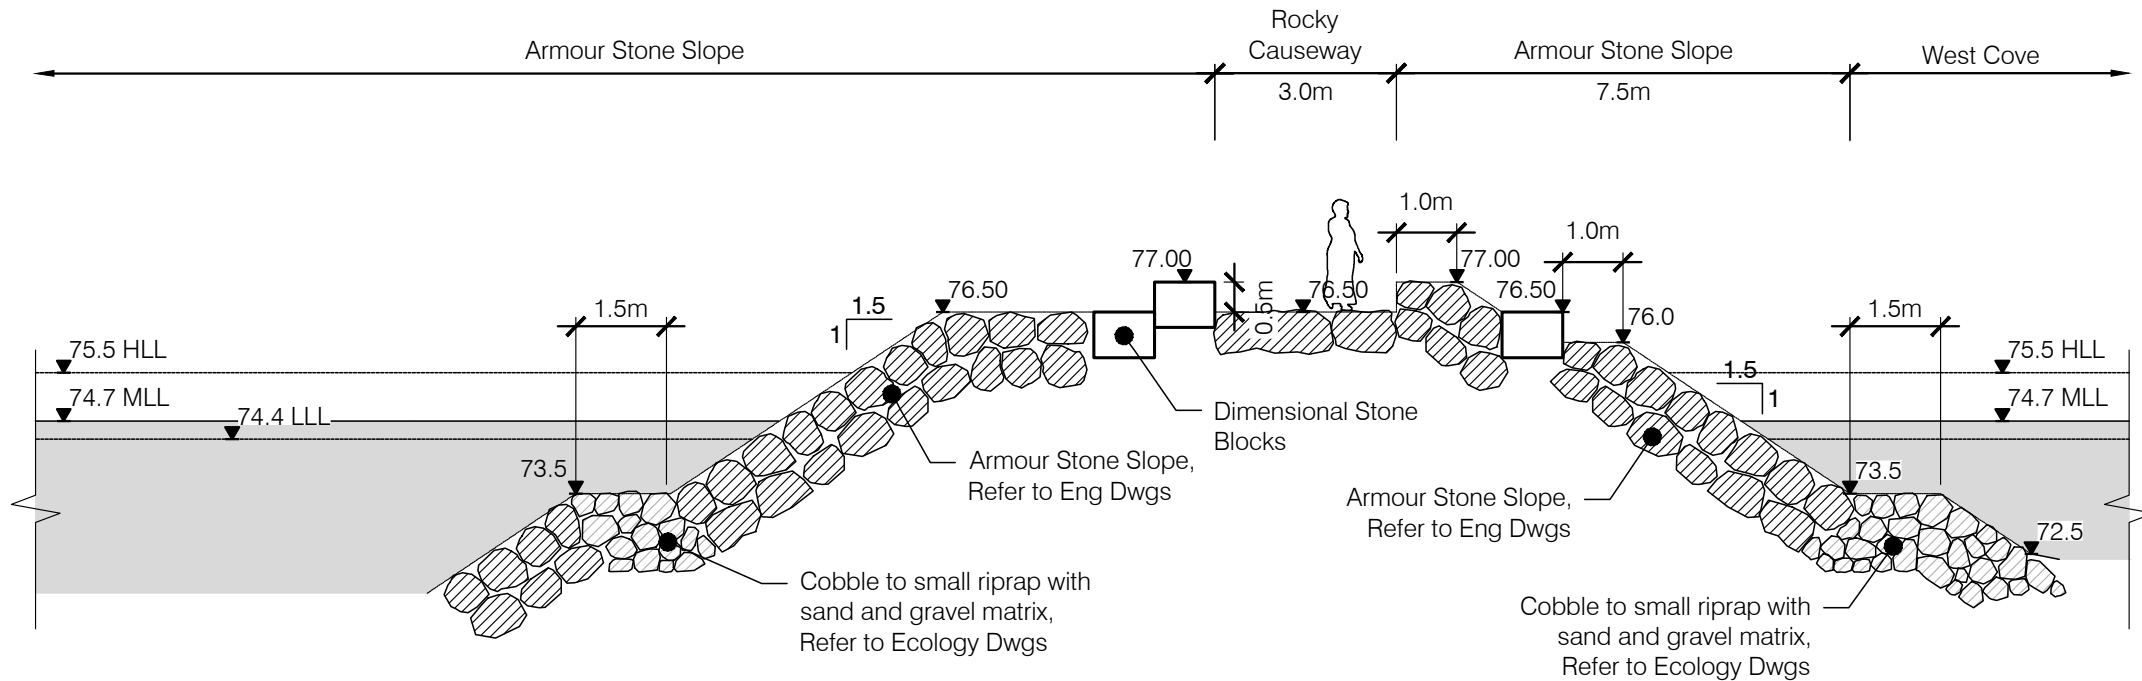 Armour Stone Slope
Rocky
Causeway
3.0m
Armour Stone Slope
7.5m
West Cove
1.0m
1.0m
77.00
77.00
76.50
76.50
76.50
76.0
0.5m
1.5m
1.5
1
1.5m
1.5
1
75.5 HLL
74.7 MLL
74.4 LLL
73.5
75.5 HLL
74.7 MLL
73.5
72.5
Dimensional Stone
Blocks
Armour Stone Slope,
Refer to Eng Dwgs
Armour Stone Slope,
Refer to Eng Dwgs
Cobble to small riprap with
sand and gravel matrix,
Refer to Ecology Dwgs
Cobble to small riprap with
sand and gravel matrix,
Refer to Ecology Dwgs